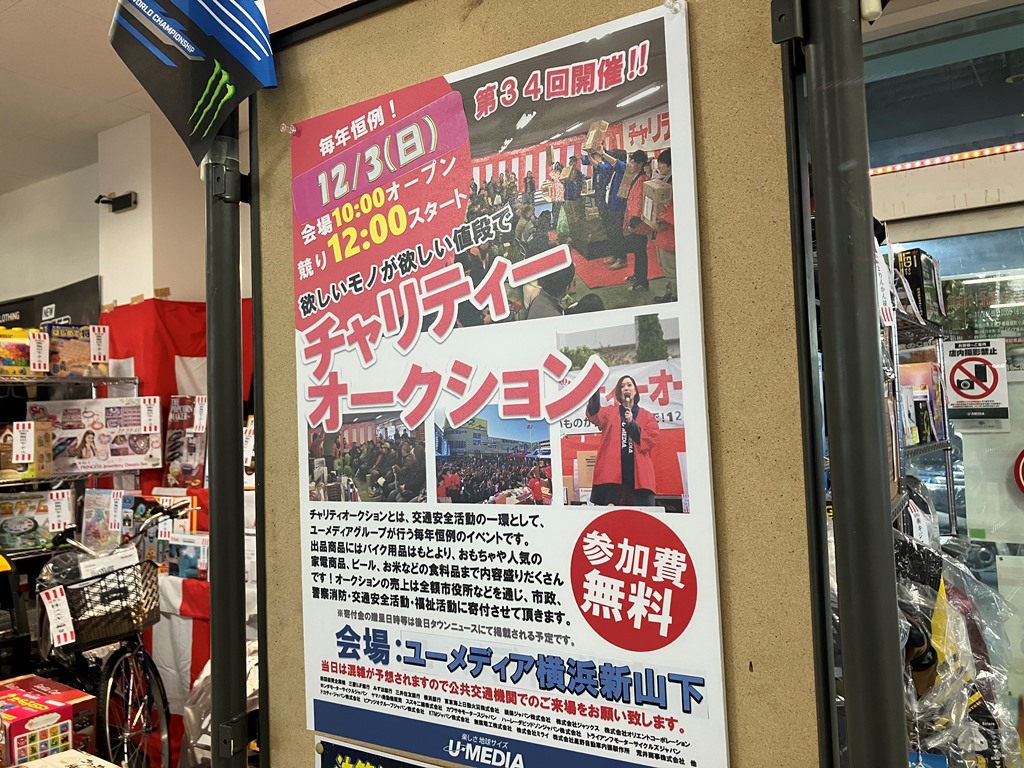 WORLD CHAMPIONSHIP
第34回開催!!
毎年恒例!
12/3(日)
会場10:00オープン
競り12:00スタート
欲しいモノが欲しい値段で
チャリティー
オークション
チャリティオークションとは、交通安全活動の一環として、
ユーメディアグループが行う毎年恒例のイベントです。
出品商品にはバイク用品はもとより、おもちゃや人気の
家電商品、ビール、お米などの食料品まで内容盛りだくさん
です!オークションの売上は全額市役所などを通じ、市政、
警察消防・交通安全活動・福祉活動に寄付させて頂きます。
※寄付金の贈呈日時等は後日タウンニュースにて掲載される予定です。
参加費
無料
会場:ユーメディア横浜新山下
当日は混雑が予想されますので公共交通機関でのご来場をお願い致します。
楽しさ地球サイズ
U-MEDIA
店内撮影禁止
U-MEDIA